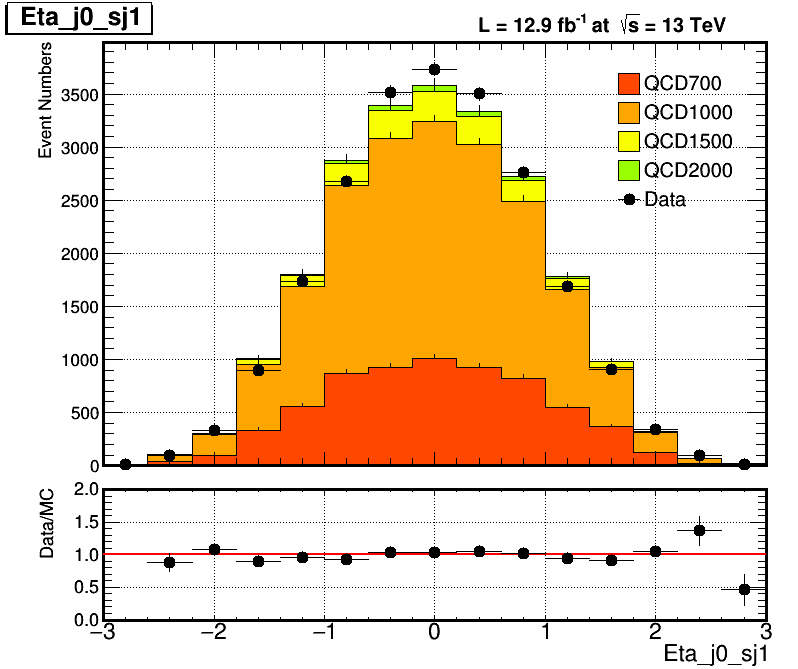 Eta_j0_sj1
L = 12.9 fb⁻¹ at √s = 13 TeV
Event Numbers
3500
3000
2500
2000
1500
1000
500
0
QCD700
QCD1000
QCD1500
QCD2000
Data
Data/MC
2.0
1.5
1.0
0.5
0.0
−3 −2 −1 0 1 2 3
Eta_j0_sj1